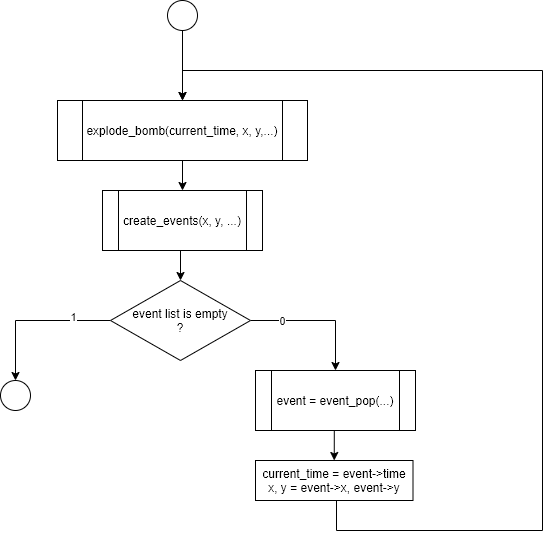 explode_bomb(current_time, x, y,...)
create_events(x, y, ...)
event list is empty
?
1
0
event = event_pop(...)
current_time = event->time
x, y = event->x, event->y